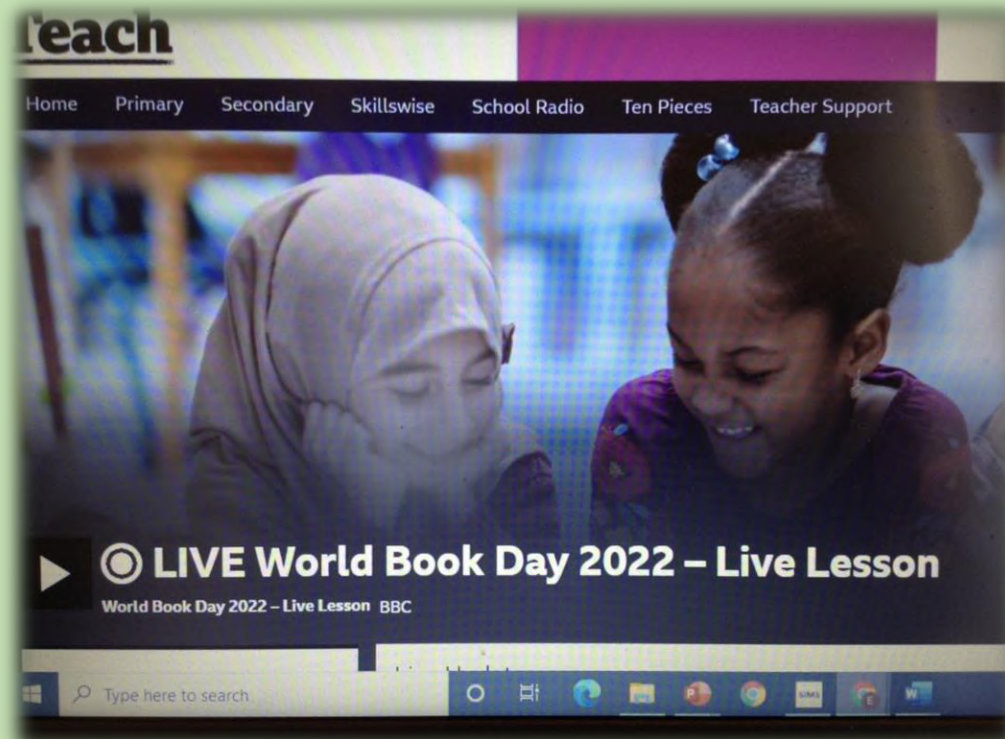 Teach
Home Primary Secondary Skillswise School Radio Ten Pieces Teacher Support
LIVE World Book Day 2022 – Live Lesson
World Book Day 2022 – Live Lesson BBC
Type here to search
SIMS